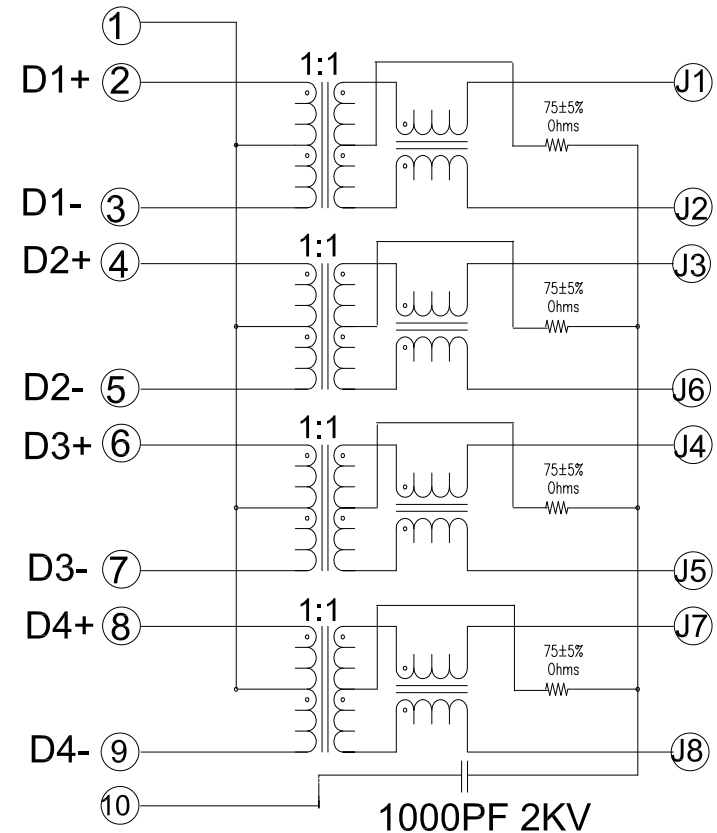 1
1:1
D1+ 2 J1
75±5%
Ohms
D1- 3 J2
1:1
D2+ 4 J3
75±5%
Ohms
D2- 5 J6
1:1
D3+ 6 J4
75±5%
Ohms
D3- 7 J5
1:1
D4+ 8 J7
75±5%
Ohms
D4- 9 J8
10
1000PF 2KV